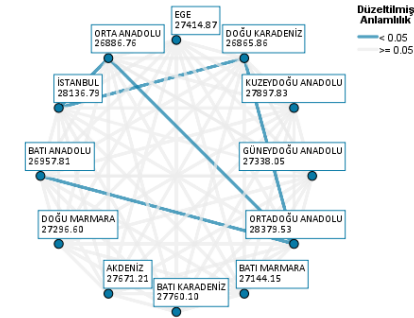 EGE
27414.87
Düzeltilmiş
Anlamlılık
< 0.05
>= 0.05
ORTA ANADOLU
26886.76
DOĞU KARADENİZ
26865.86
İSTANBUL
28136.79
KUZEYDOĞU ANADOLU
27897.83
BATI ANADOLU
26957.81
GÜNEYDOĞU ANADOLU
27338.05
DOĞU MARMARA
27296.60
ORTADOĞU ANADOLU
28379.53
AKDENİZ
27671.21
BATI MARMARA
27144.15
BATI KARADENİZ
27760.10